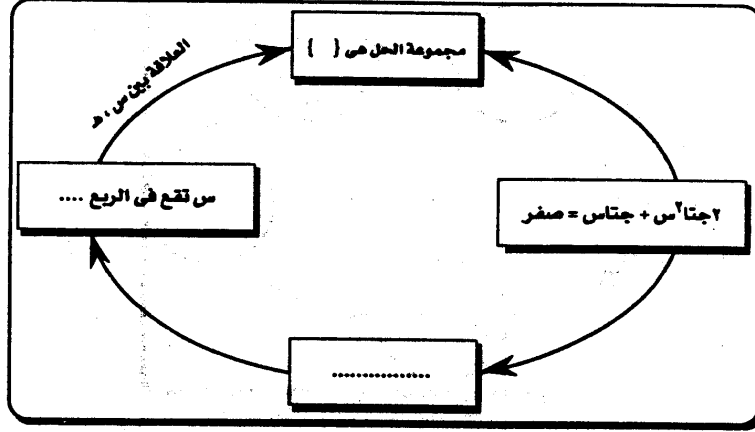 مجموعة الحل هى { }
العلاقة بين س ، هـ
س تقع فى الربع ....
٢جتا٢س + جتاس = صفر
.................